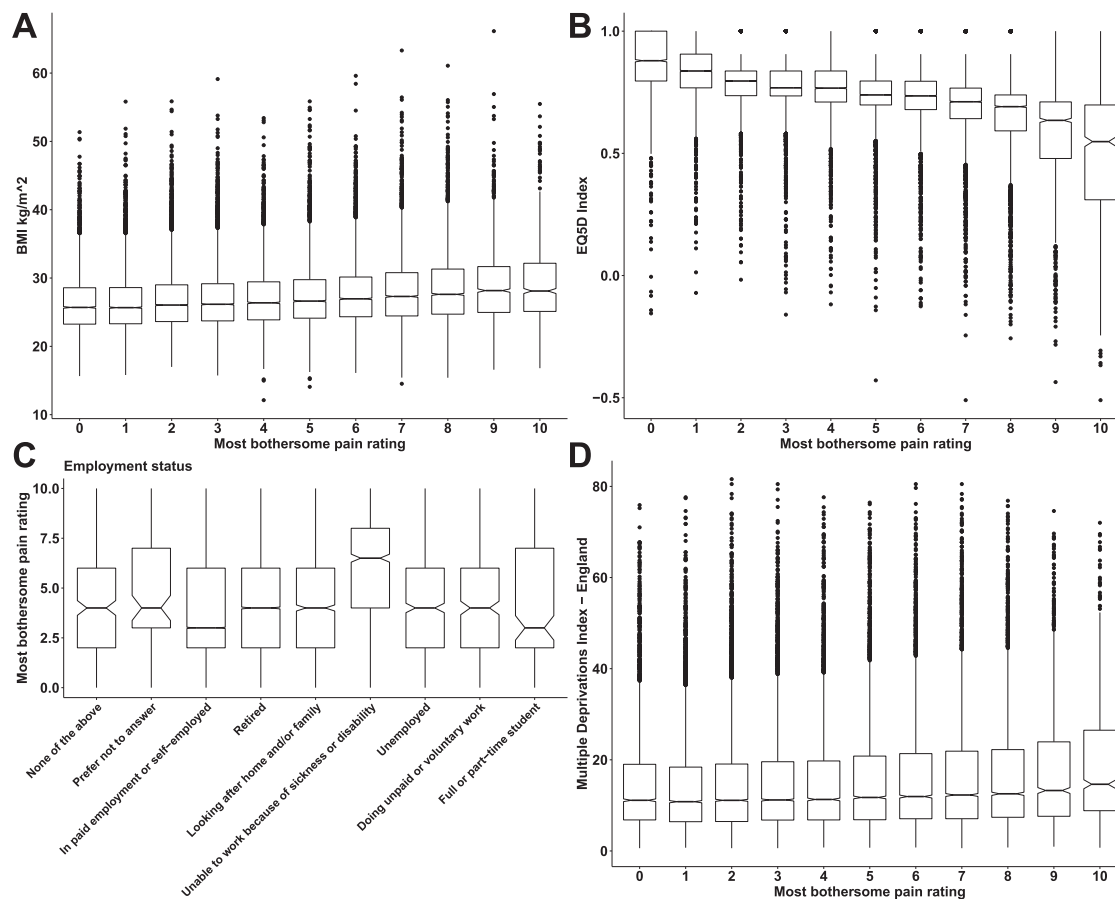 A
BMI kg/m^2
60
50
40
30
20
10
0 1 2 3 4 5 6 7 8 9 10
Most bothersome pain rating
B
EQ5D Index
1.0
0.5
0.0
−0.5
0 1 2 3 4 5 6 7 8 9 10
Most bothersome pain rating
C
Employment status
Most bothersome pain rating
10.0
7.5
5.0
2.5
0.0
None of the above
Prefer not to answer
In paid employment or self−employed
Retired
Looking after home and/or family
Unable to work because of sickness or disability
Unemployed
Doing unpaid or voluntary work
Full or part−time student
D
Multiple Deprivations Index − England
80
60
40
20
0
0 1 2 3 4 5 6 7 8 9 10
Most bothersome pain rating